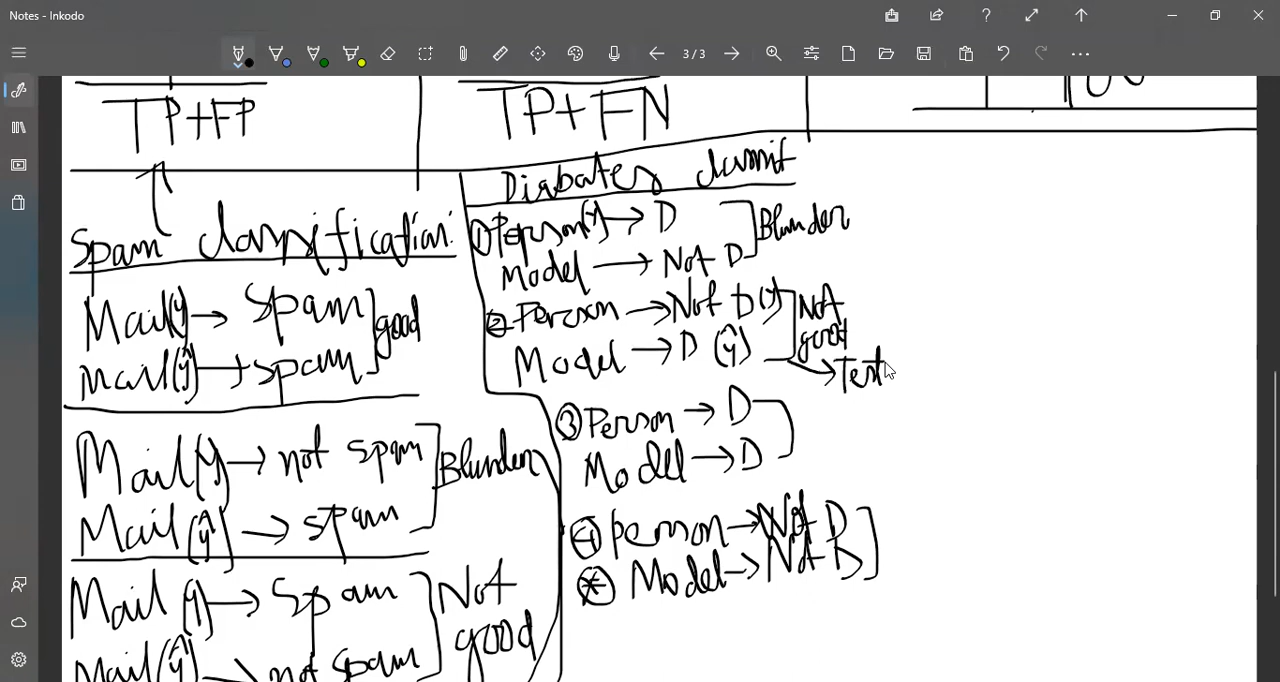 Notes - Inkodo
3/3
TP+FP
TP+FN
Spam classification
Mail(y) → Spam
Mail(ŷ) → spam
good
Mail(y) → not spam
Mail(ŷ) → spam
Blunder
Mail(y) → Spam
Mail(ŷ) → not spam
Not
good
Diabates classif
① Person(y) → D
Model → Not D
Blunder
② Person → Not D(y)
Model → D (ŷ)
Not
good
→ Test
③ Person → D
Model → D
④ Person → Not D
Model → Not D